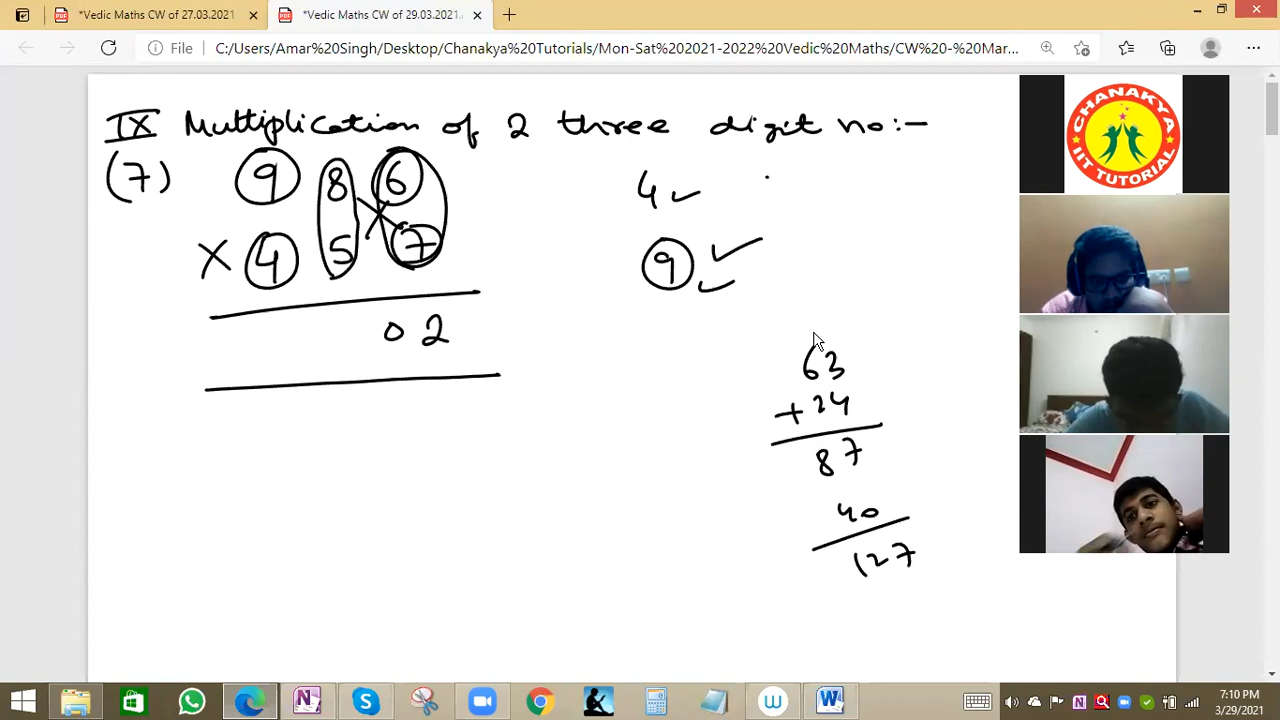 *Vedic Maths CW of 27.03.2021
*Vedic Maths CW of 29.03.2021.
File
C:/Users/Amar%20Singh/Desktop/Chanakya%20Tutorials/Mon-Sat%202021-2022%20Vedic%20Maths/CW%20-%20Mar...
IX Multiplication of 2 three digit no:-
(7) 9 8 6
× 4 5 7
0 2
4 ✓
9 ✓
63
+24
87
40
127
CHANAKYA
IIT TUTORIAL
7:10 PM
3/29/2021